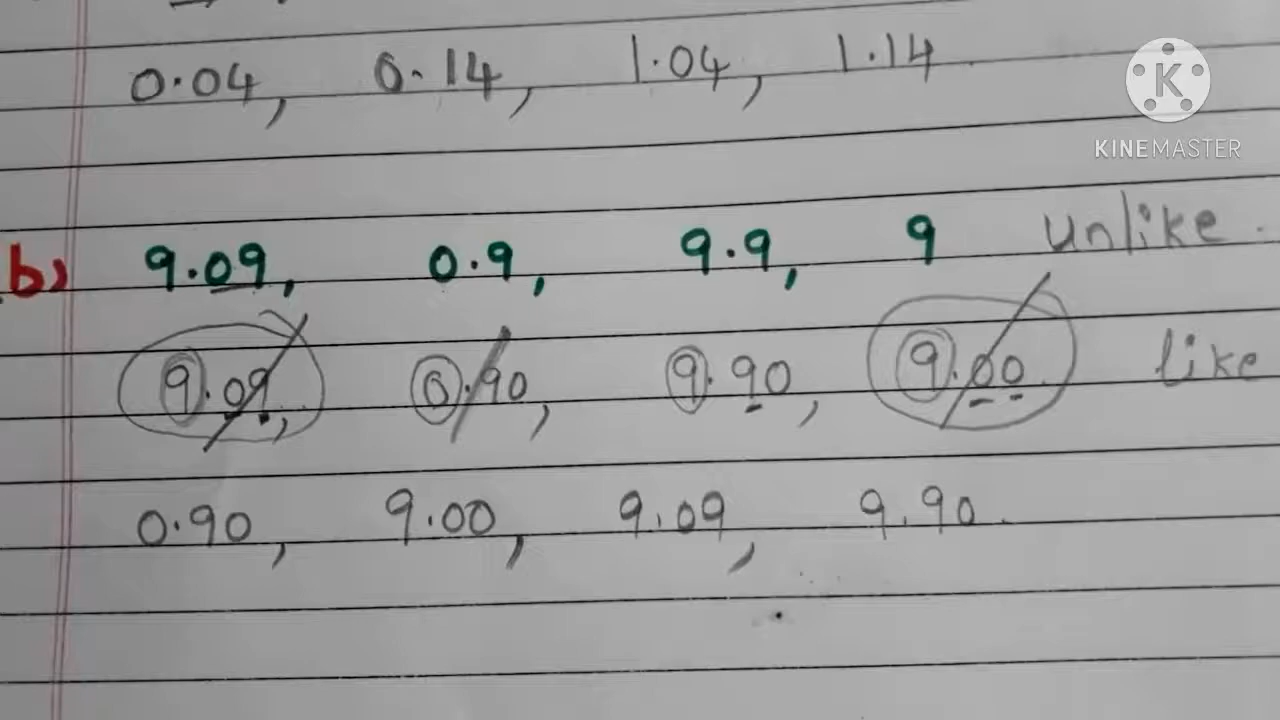 0.04, 0.14, 1.04, 1.14
K
KINEMASTER
b) 9.09, 0.9, 9.9, 9 unlike.
9.09, 0.90, 9.90, 9.00 like
0.90, 9.00, 9.09, 9.90.